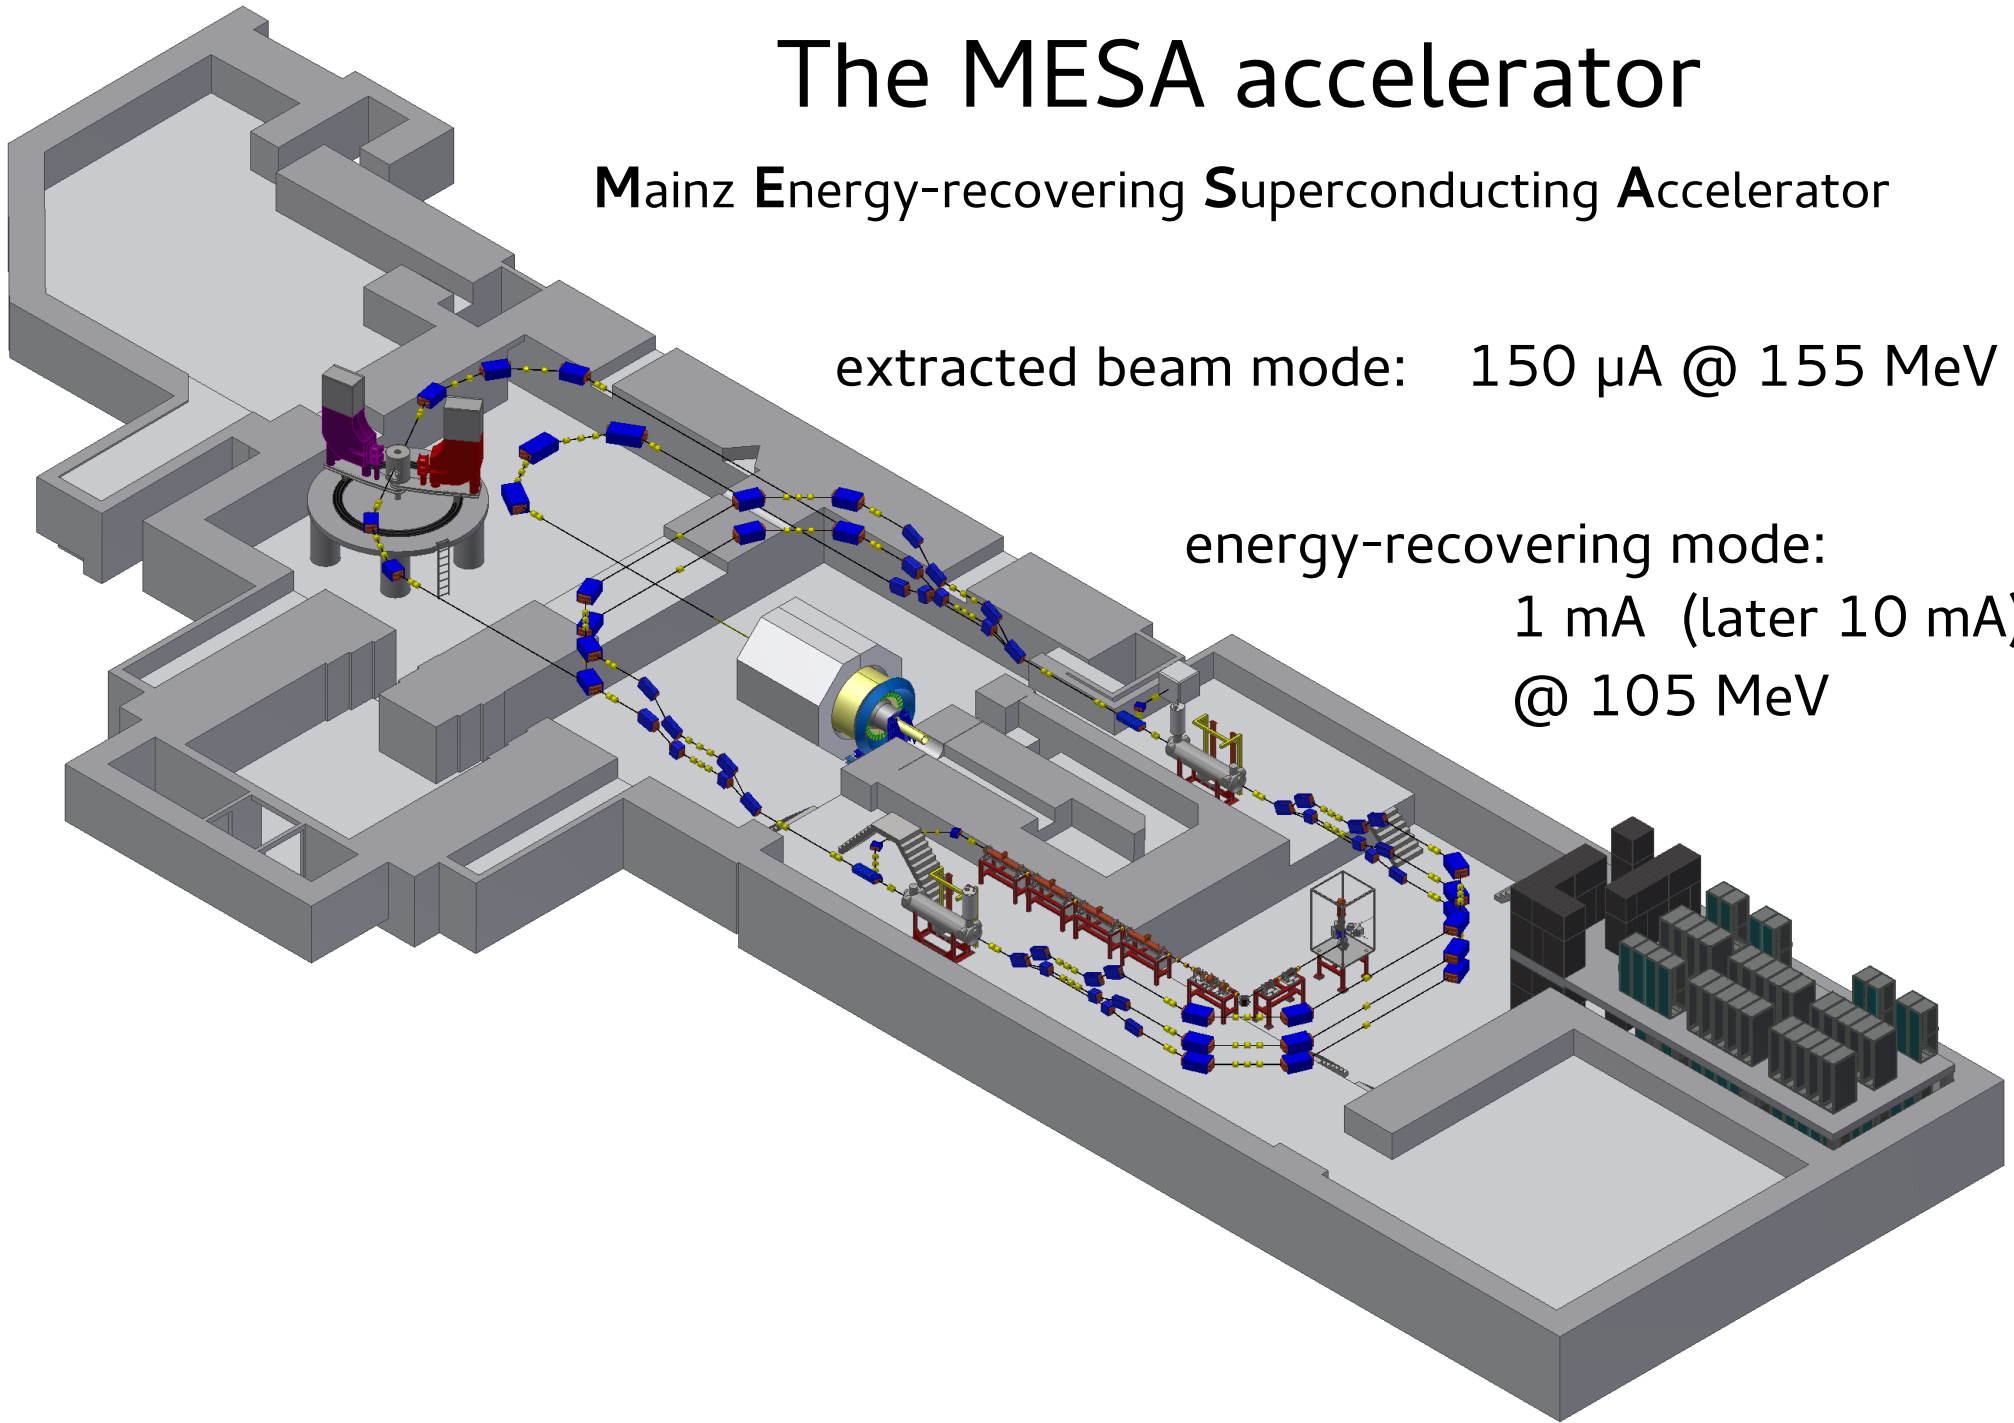 The MESA accelerator
Mainz Energy-recovering Superconducting Accelerator
extracted beam mode: 150 µA @ 155 MeV
energy-recovering mode:
1 mA (later 10 mA)
@ 105 MeV